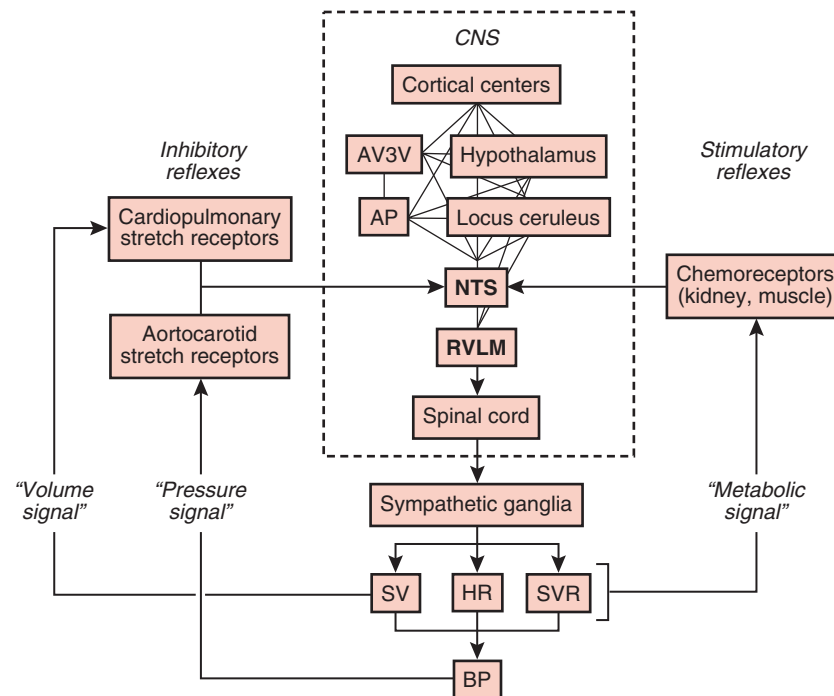 CNS
Cortical centers
Inhibitory
reflexes
AV3V
Hypothalamus
Stimulatory
reflexes
Cardiopulmonary
stretch receptors
AP
Locus ceruleus
NTS
Chemoreceptors
(kidney, muscle)
Aortocarotid
stretch receptors
RVLM
Spinal cord
“Volume
signal”
“Pressure
signal”
Sympathetic ganglia
“Metabolic
signal”
SV
HR
SVR
BP